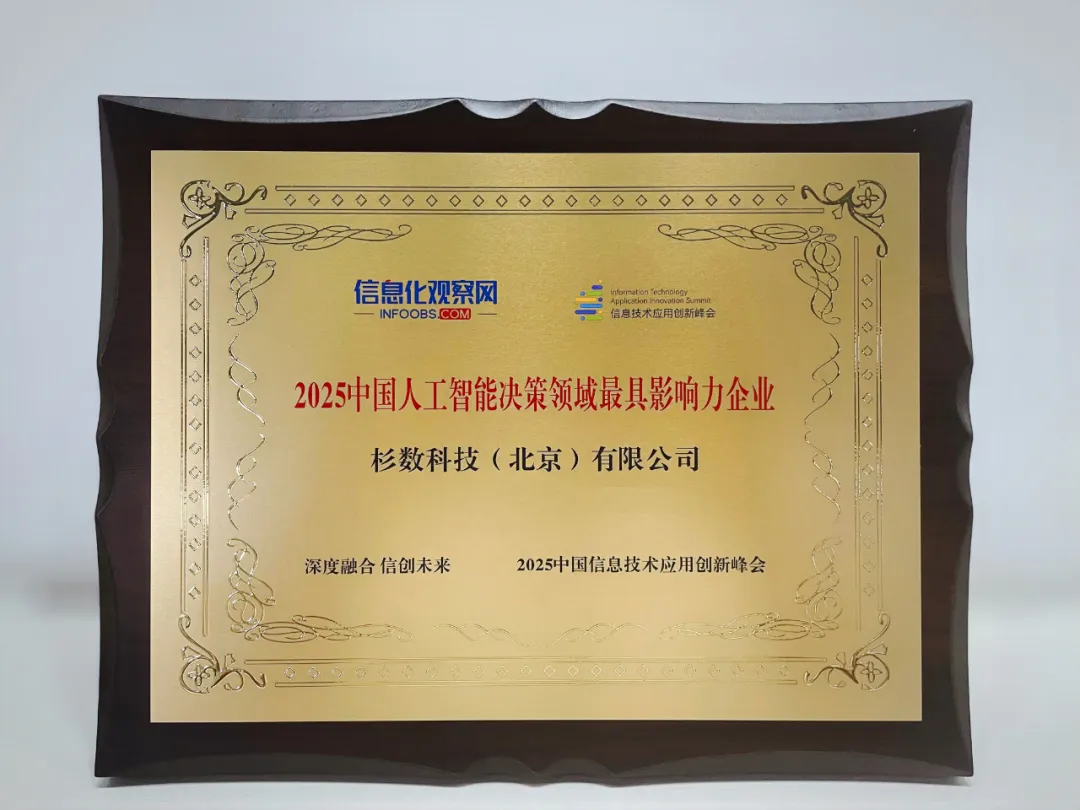 信息化观察网
INFOOBS.COM
Information Technology
Application Innovation Summit
信息技术应用创新峰会
2025中国人工智能决策领域最具影响力企业
杉数科技（北京）有限公司
深度融合 信创未来
2025中国信息技术应用创新峰会